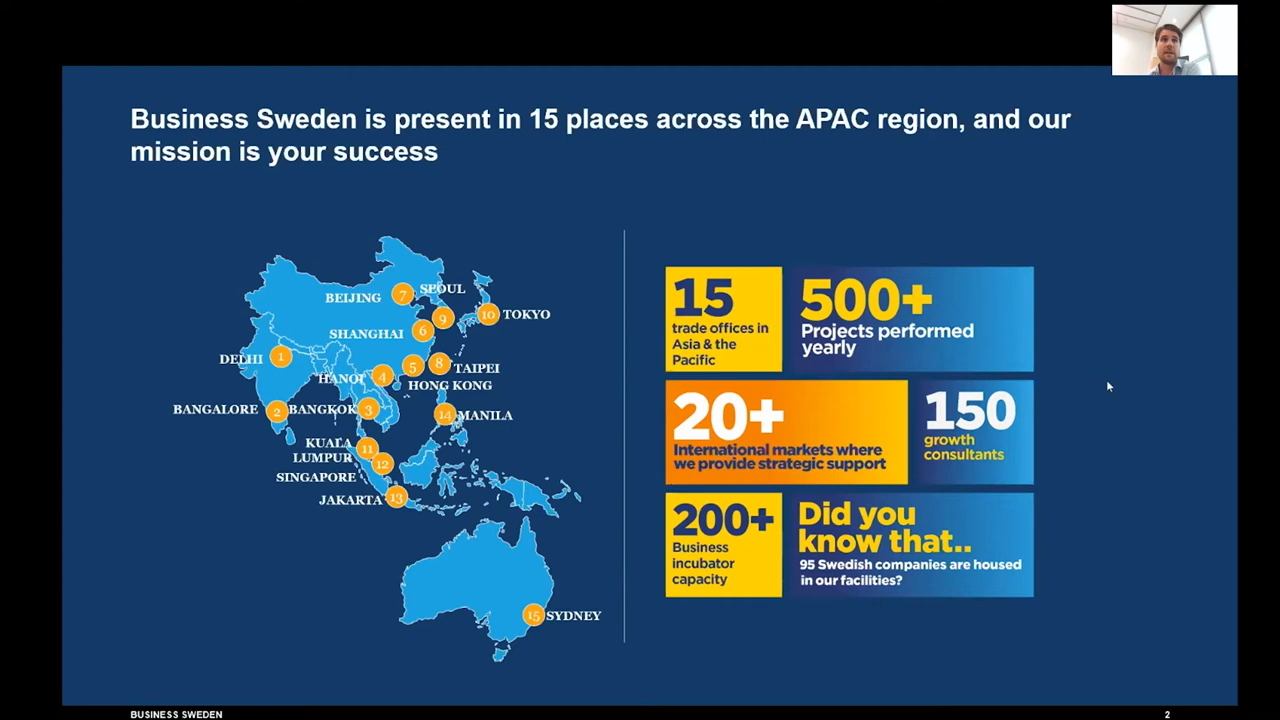 Business Sweden is present in 15 places across the APAC region, and our
mission is your success
SEOUL
7
BEIJING
9
10
TOKYO
SHANGHAI
6
DELHI
1
5
8
TAIPEI
HANOI
4
HONG KONG
BANGALORE
2
BANGKOK
3
14
MANILA
KUALA
LUMPUR
11
12
SINGAPORE
JAKARTA
13
15
SYDNEY
15
trade offices in
Asia & the
Pacific
500+
Projects performed
yearly
20+
International markets where
we provide strategic support
150
growth
consultants
200+
Business
incubator
capacity
Did you
know that..
95 Swedish companies are housed
in our facilities?
BUSINESS SWEDEN
2